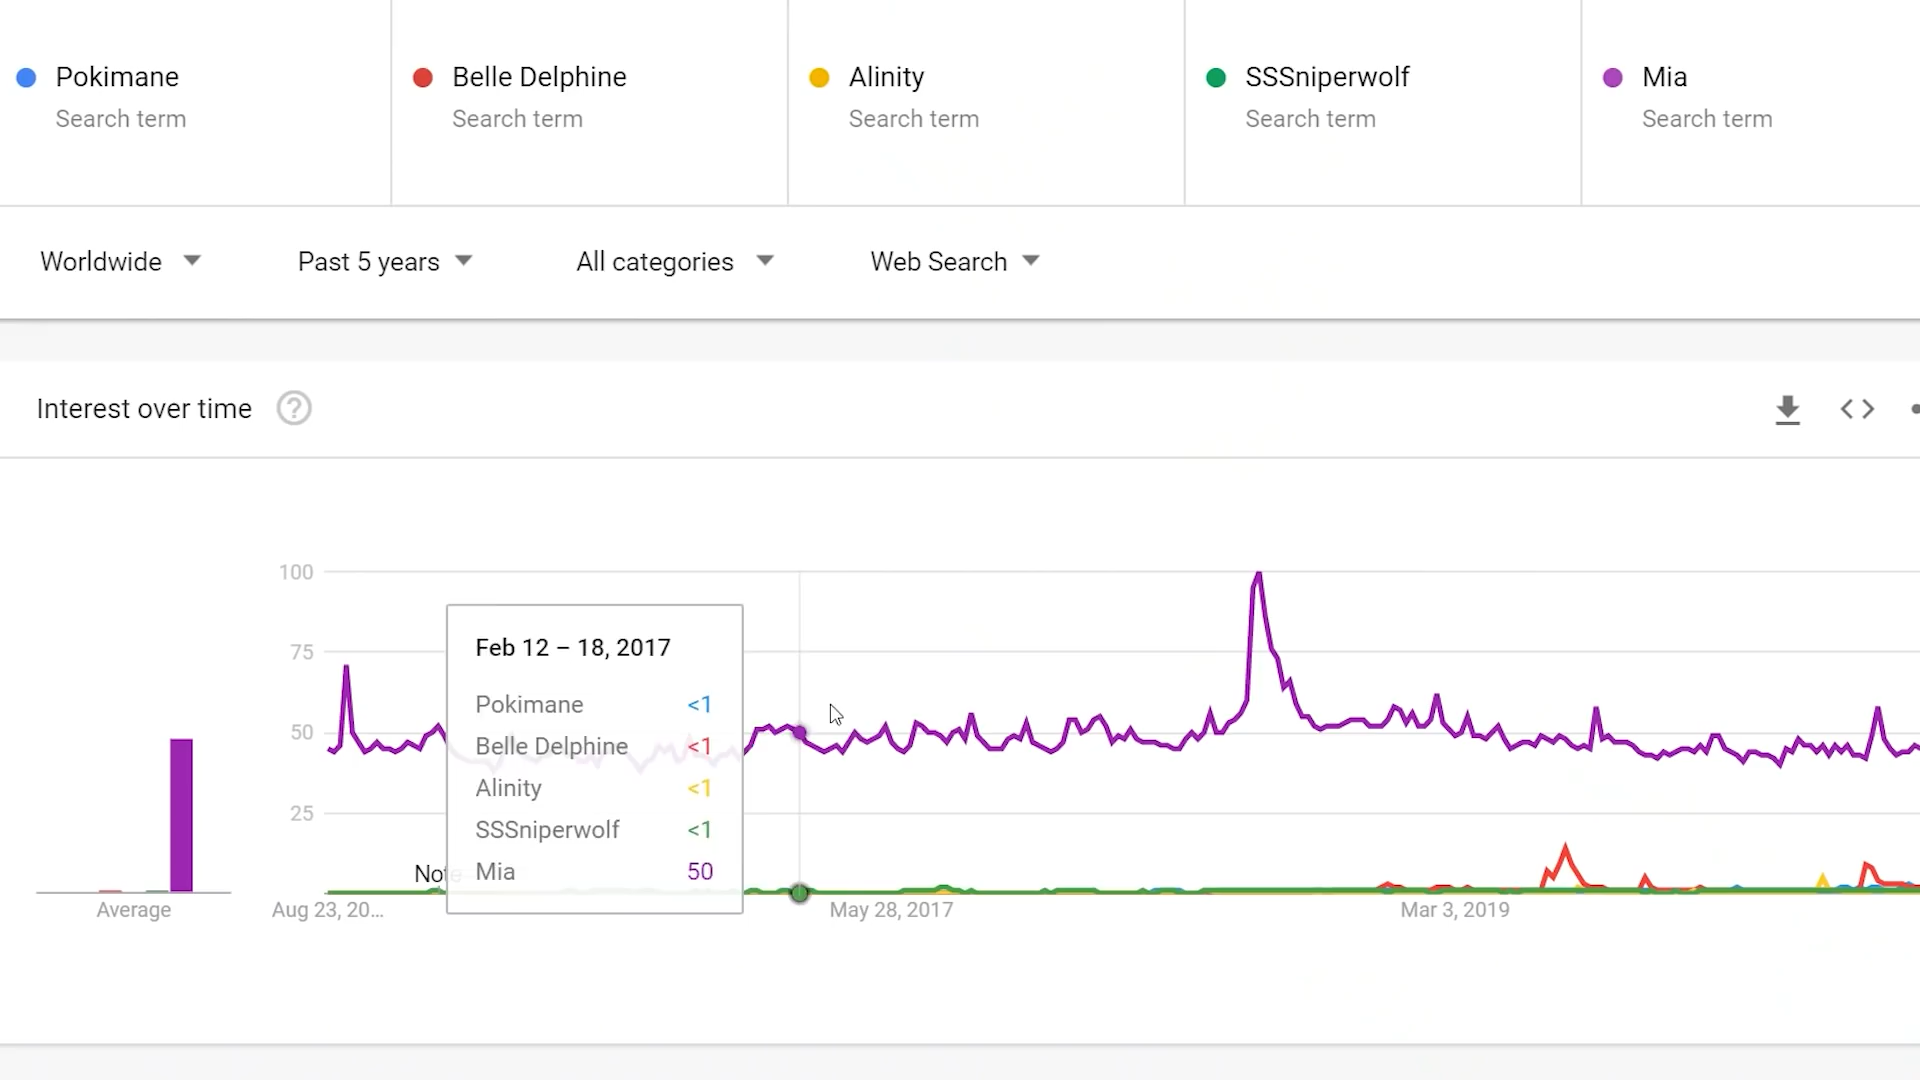 Pokimane
Search term
Belle Delphine
Search term
Alinity
Search term
SSSniperwolf
Search term
Mia
Search term
Worldwide
Past 5 years
All categories
Web Search
Interest over time
?
100
75
50
25
Feb 12 – 18, 2017
Pokimane <1
Belle Delphine <1
Alinity <1
SSSniperwolf <1
Mia 50
Average
Aug 23, 20...
May 28, 2017
Mar 3, 2019